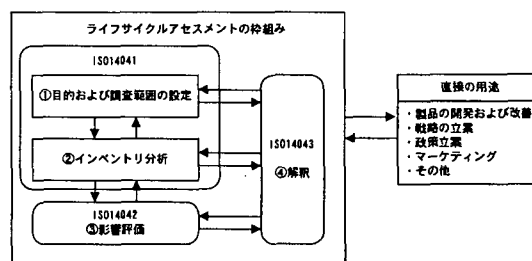 ライフサイクルアセスメントの枠組み
ISO14041
①目的および調査範囲の設定
②インベントリ分析
ISO14042
③影響評価
ISO14043
④解釈
直接の用途
・製品の開発および改善
・戦略の立案
・政策立案
・マーケティング
・その他